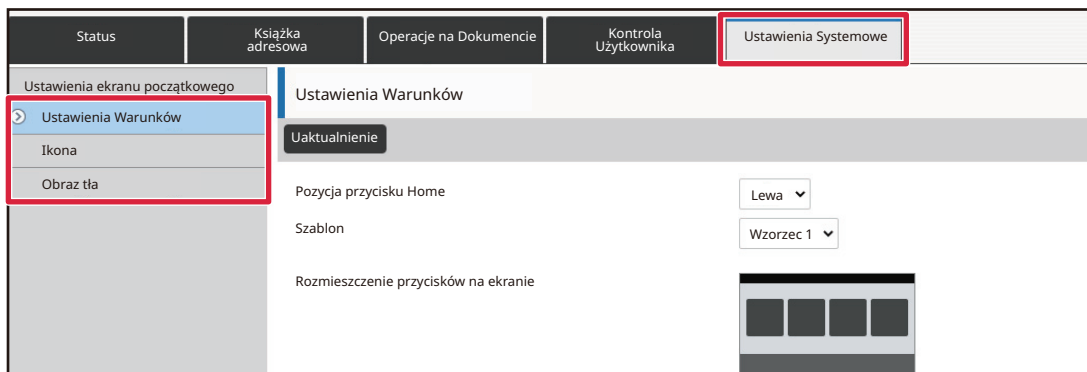 Status
Książka
adresowa
Operacje na Dokumencie
Kontrola
Użytkownika
Ustawienia Systemowe
Ustawienia ekranu początkowego
Ustawienia Warunków
Ikona
Obraz tła
Ustawienia Warunków
Uaktualnienie
Pozycja przycisku Home
Lewa
Szablon
Wzorzec 1
Rozmieszczenie przycisków na ekranie